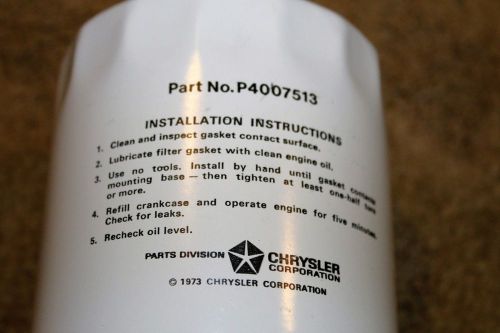 Part No.P4007513
INSTALLATION INSTRUCTIONS
1. Clean and inspect gasket contact surface.
2. Lubricate filter gasket with clean engine oil.
3. Use no tools. Install by hand until gasket contacts
mounting base — then tighten at least one-half turn
or more.
4. Refill crankcase and operate engine for five minutes.
Check for leaks.
5. Recheck oil level.
PARTS DIVISION CHRYSLER
CORPORATION
© 1973 CHRYSLER CORPORATION